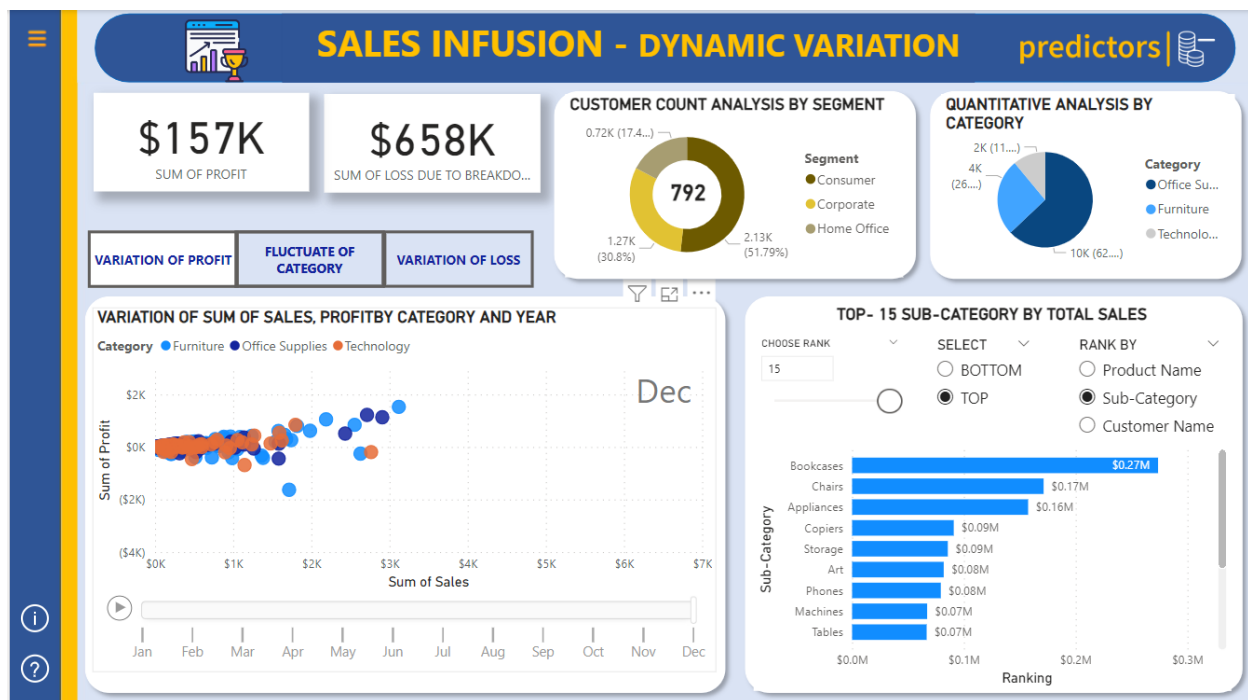 SALES INFUSION - DYNAMIC VARIATION
predictors|
$157K
SUM OF PROFIT
$658K
SUM OF LOSS DUE TO BREAKDO...
CUSTOMER COUNT ANALYSIS BY SEGMENT
0.72K (17.4...)
792
1.27K
(30.8%)
2.13K
(51.79%)
Segment
Consumer
Corporate
Home Office
QUANTITATIVE ANALYSIS BY
CATEGORY
2K (11....)
4K
(26....)
10K (62....)
Category
Office Su...
Furniture
Technolo...
VARIATION OF PROFIT
FLUCTUATE OF
CATEGORY
VARIATION OF LOSS
VARIATION OF SUM OF SALES, PROFITBY CATEGORY AND YEAR
Category Furniture Office Supplies Technology
Dec
Sum of Profit
$2K
$0K
($2K)
($4K)
$0K $1K $2K $3K $4K $5K $6K $7K
Sum of Sales
Jan Feb Mar Apr May Jun Jul Aug Sep Oct Nov Dec
TOP- 15 SUB-CATEGORY BY TOTAL SALES
CHOOSE RANK
15
SELECT
BOTTOM
TOP
RANK BY
Product Name
Sub-Category
Customer Name
Sub-Category
Bookcases $0.27M
Chairs $0.17M
Appliances $0.16M
Copiers $0.09M
Storage $0.09M
Art $0.08M
Phones $0.08M
Machines $0.07M
Tables $0.07M
$0.0M $0.1M $0.2M $0.3M
Ranking
i
?